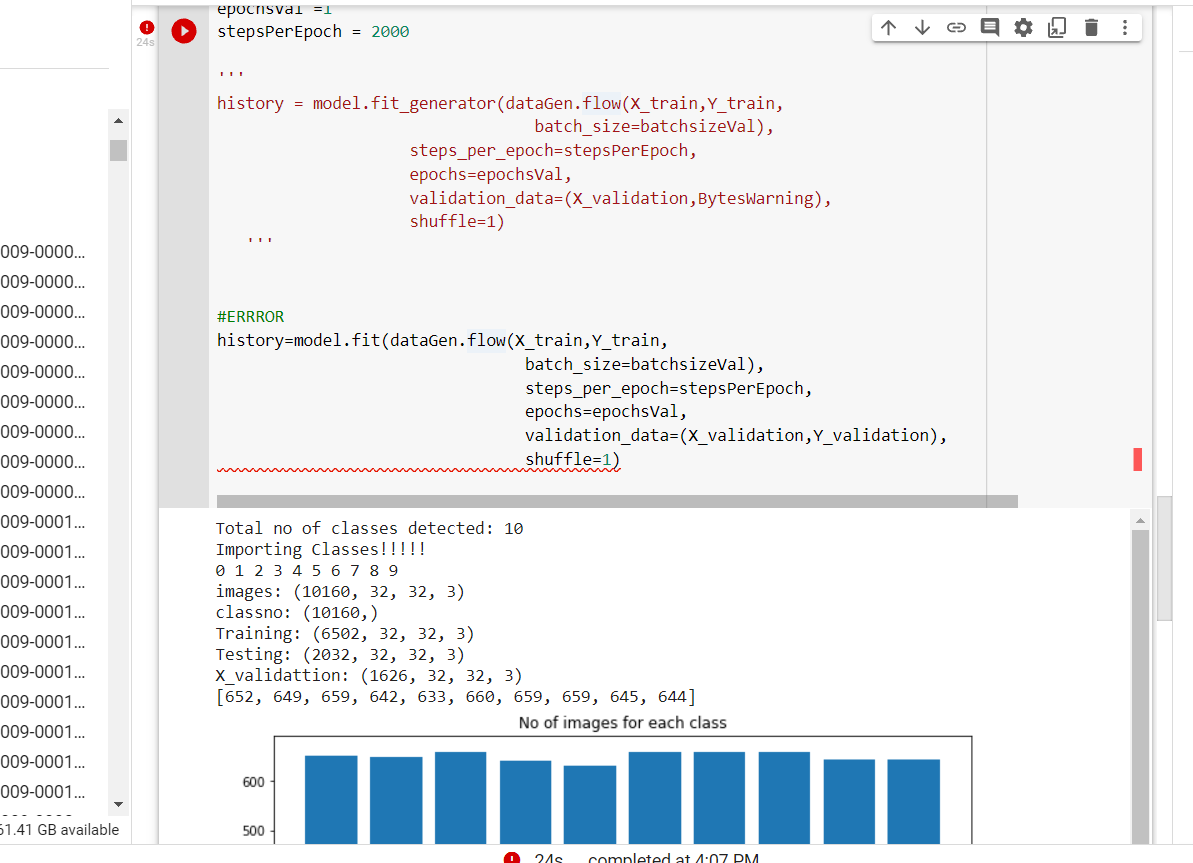 epochsVal =1
24s
stepsPerEpoch = 2000
'''
history = model.fit_generator(dataGen.flow(X_train,Y_train,
batch_size=batchsizeVal),
steps_per_epoch=stepsPerEpoch,
epochs=epochsVal,
validation_data=(X_validation,BytesWarning),
shuffle=1)
'''
#ERRROR
history=model.fit(dataGen.flow(X_train,Y_train,
batch_size=batchsizeVal),
steps_per_epoch=stepsPerEpoch,
epochs=epochsVal,
validation_data=(X_validation,Y_validation),
shuffle=1)
009-0000...
009-0000...
009-0000...
009-0000...
009-0000...
009-0000...
009-0000...
009-0000...
009-0000...
009-0001...
009-0001...
009-0001...
009-0001...
009-0001...
009-0001...
009-0001...
009-0001...
009-0001...
009-0001...
61.41 GB available
Total no of classes detected: 10
Importing Classes!!!!!
0 1 2 3 4 5 6 7 8 9
images: (10160, 32, 32, 3)
classno: (10160,)
Training: (6502, 32, 32, 3)
Testing: (2032, 32, 32, 3)
X_validattion: (1626, 32, 32, 3)
[652, 649, 659, 642, 633, 660, 659, 659, 645, 644]
No of images for each class
600
500
24s completed at 4:07 PM